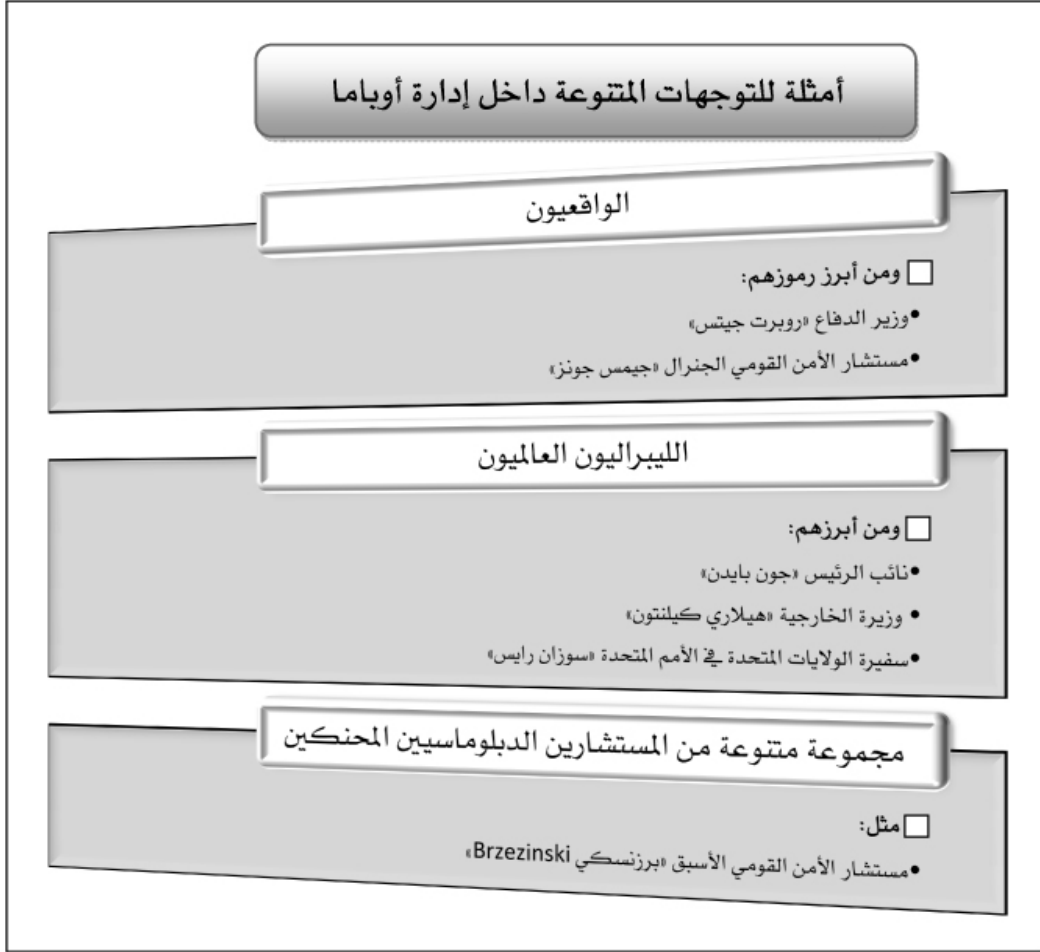 أمثلة للتوجهات المتنوعة داخل إدارة أوباما
الواقعيون
ومن أبرز رموزهم:
•وزير الدفاع «روبرت جيتس»
•مستشار الأمن القومي الجنرال «جيمس جونز»
الليبراليون العالميون
ومن أبرزهم:
•نائب الرئيس «جون بايدن»
• وزيرة الخارجية «هيلاري كيلنتون»
•سفيرة الولايات المتحدة في الأمم المتحدة «سوزان رايس»
مجموعة متنوعة من المستشارين الدبلوماسيين المحنكين
مثل:
•مستشار الأمن القومي الأسبق «برزنسكي Brzezinski»